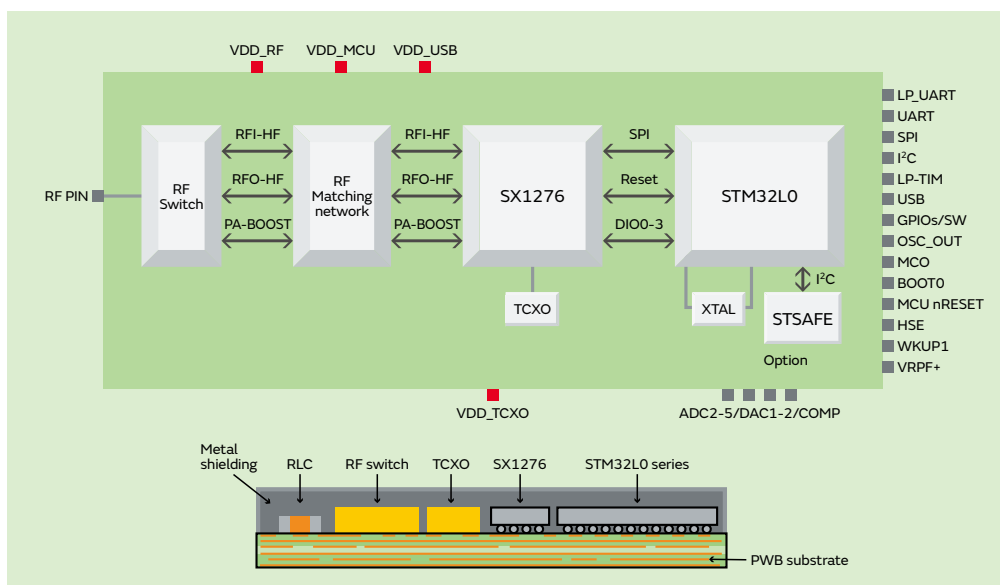 VDD_RF
VDD_MCU
VDD_USB
RF PIN
RF
Switch
RFI-HF
RFO-HF
PA-BOOST
RF
Matching
network
RFI-HF
RFO-HF
PA-BOOST
SX1276
TCXO
SPI
Reset
DIO0-3
STM32L0
XTAL
I²C
STSAFE
Option
LP_UART
UART
SPI
I²C
LP-TIM
USB
GPIOs/SW
OSC_OUT
MCO
BOOT0
MCU nRESET
HSE
WKUP1
VRPF+
VDD_TCXO
ADC2-5/DAC1-2/COMP
Metal
shielding
RLC
RF switch
TCXO
SX1276
STM32L0 series
PWB substrate